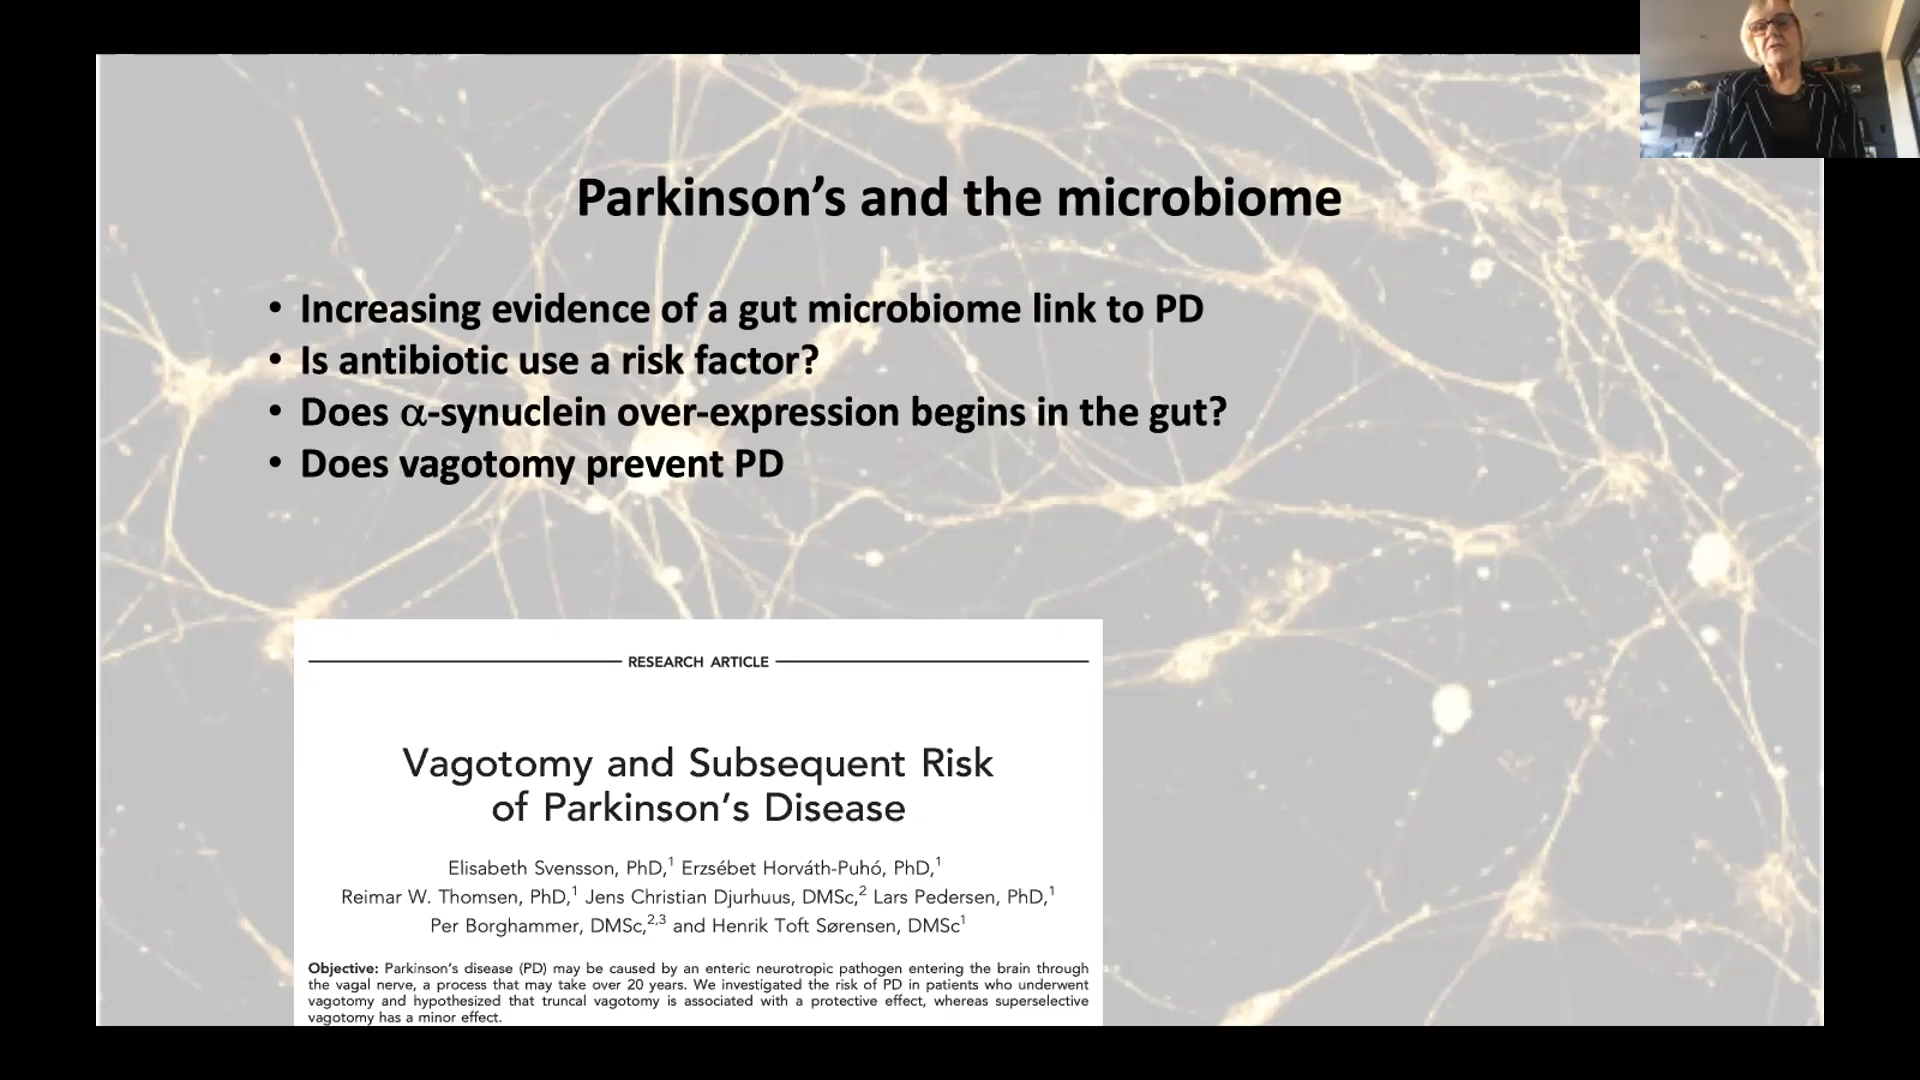 Parkinson’s and the microbiome
• Increasing evidence of a gut microbiome link to PD
• Is antibiotic use a risk factor?
• Does α-synuclein over-expression begins in the gut?
• Does vagotomy prevent PD
RESEARCH ARTICLE
Vagotomy and Subsequent Risk
of Parkinson’s Disease
Elisabeth Svensson, PhD,1 Erzsébet Horváth-Puhó, PhD,1
Reimar W. Thomsen, PhD,1 Jens Christian Djurhuus, DMSc,2 Lars Pedersen, PhD,1
Per Borghammer, DMSc,2,3 and Henrik Toft Sørensen, DMSc1
Objective: Parkinson’s disease (PD) may be caused by an enteric neurotropic pathogen entering the brain through
the vagal nerve, a process that may take over 20 years. We investigated the risk of PD in patients who underwent
vagotomy and hypothesized that truncal vagotomy is associated with a protective effect, whereas superselective
vagotomy has a minor effect.